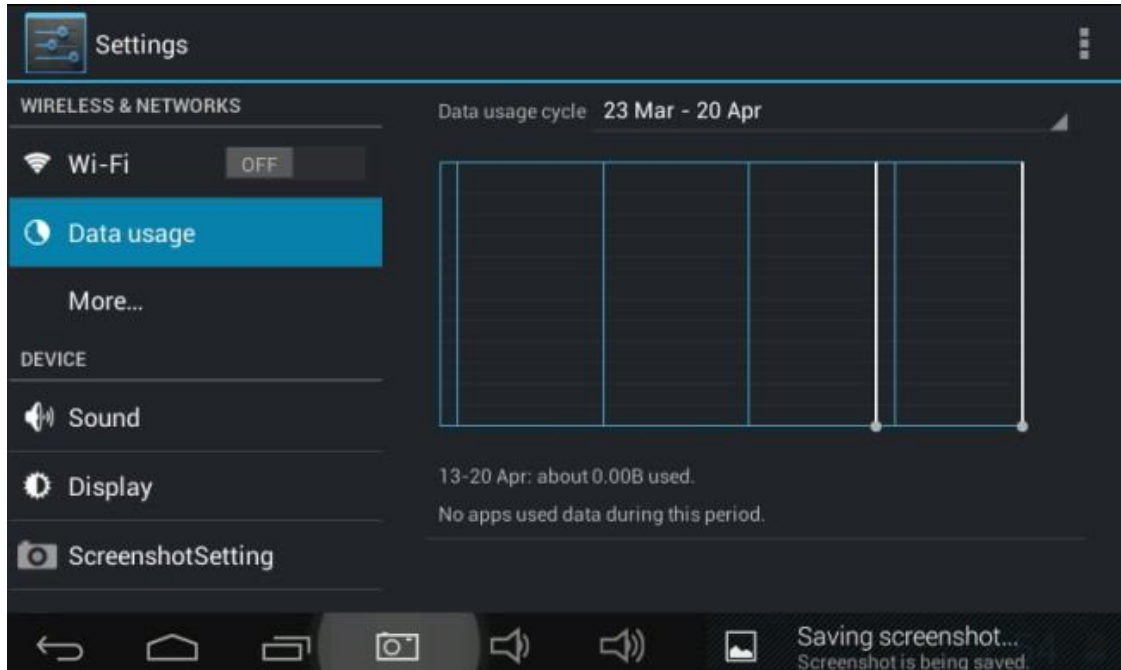 Settings
WIRELESS & NETWORKS
Wi-Fi OFF
Data usage
More...
DEVICE
Sound
Display
ScreenshotSetting
Data usage cycle 23 Mar - 20 Apr
13-20 Apr: about 0.00B used.
No apps used data during this period.
Saving screenshot...
Screenshot is being saved.